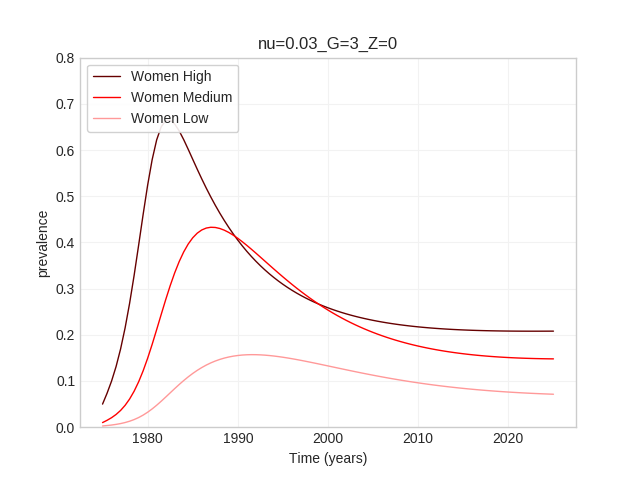 nu=0.03_G=3_Z=0
0.8
0.7
0.6
0.5
0.4
0.3
0.2
0.1
0.0
prevalence
Women High
Women Medium
Women Low
1980
1990
2000
2010
2020
Time (years)